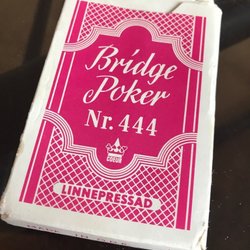 Bridge
Poker
Nr. 444
LINNEPRESSAD